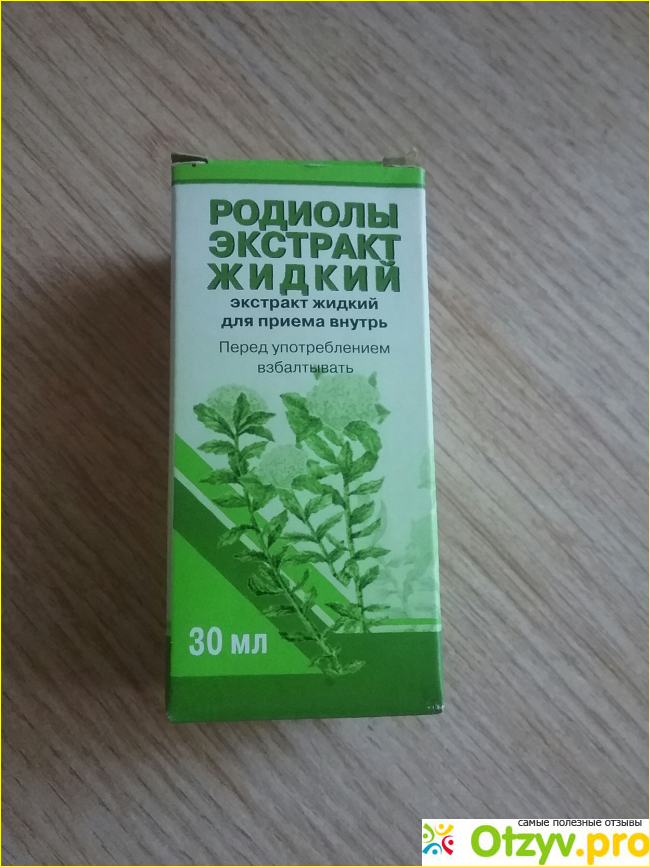 РОДИОЛЫ
ЭКСТРАКТ
ЖИДКИЙ
экстракт жидкий
для приема внутрь
Перед употреблением
взбалтывать
30 мл
самые полезные отзывы
Otzyv.pro